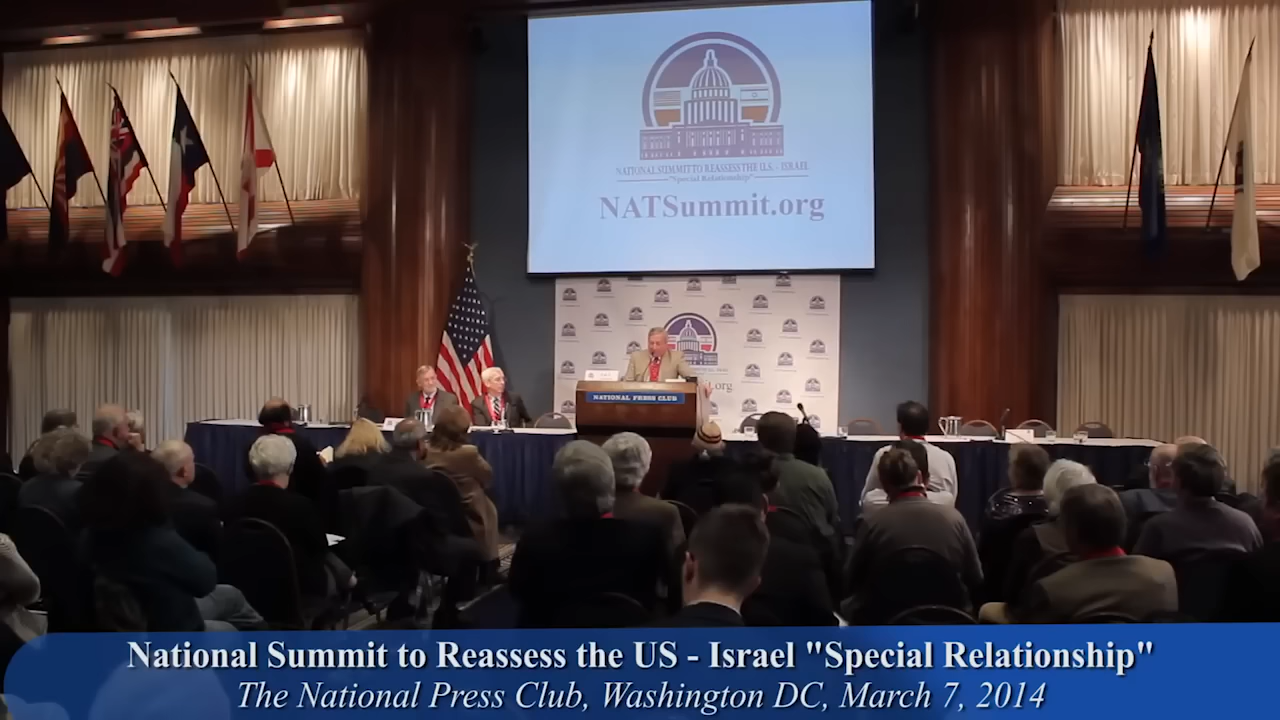 NATIONAL SUMMIT TO REASSESS THE U.S. - ISRAEL
"Special Relationship"
NATSummit.org
NATIONAL PRESS CLUB
National Summit to Reassess the US - Israel "Special Relationship"
The National Press Club, Washington DC, March 7, 2014